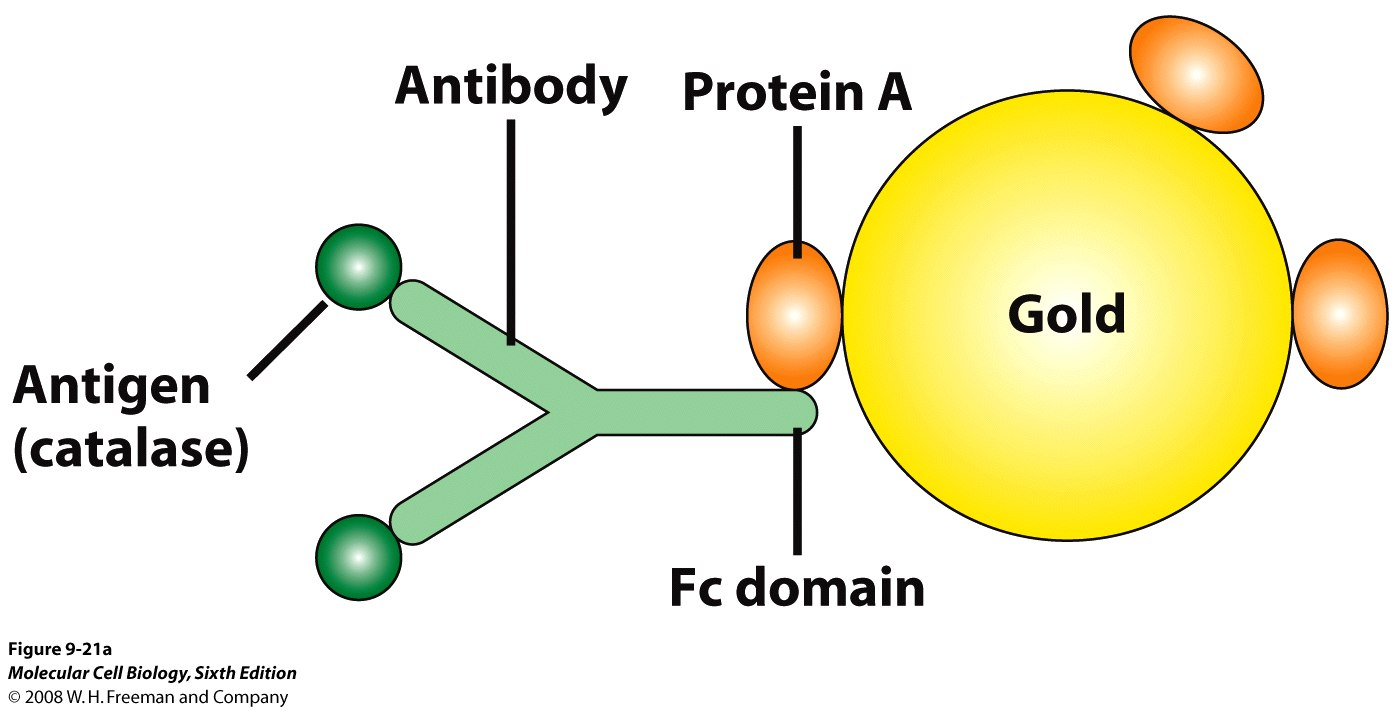 Antibody
Protein A
Gold
Antigen
(catalase)
Fc domain
Figure 9-21a
Molecular Cell Biology, Sixth Edition
© 2008 W. H. Freeman and Company